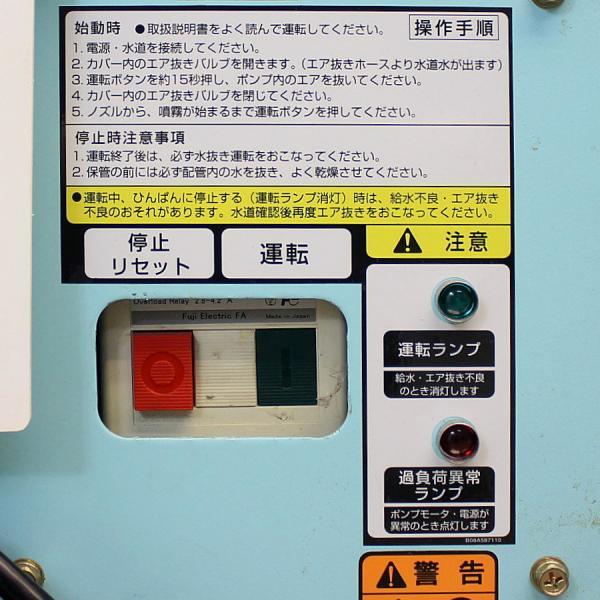 始動時 ●取扱説明書をよく読んで運転してください。 操作手順
1. 電源・水道を接続してください。
2. カバー内のエア抜きバルブを開きます。(エア抜きホースより水道水が出ます)
3. 運転ボタンを約15秒押し、ポンプ内のエアを抜いてください。
4. カバー内のエア抜きバルブを閉じてください。
5. ノズルから、噴霧が始まるまで運転ボタンを押してください。
停止時注意事項
1. 運転終了後は、必ず水抜き運転をおこなってください。
2. 保管の前には必ず配管内の水を抜き、よく乾燥させてください。
●運転中、ひんぱんに停止する(運転ランプ消灯)時は、給水不良・エア抜き
不良のおそれがあります。水道確認後再度エア抜きをおこなってください。
停止
リセット
運転
注意
Overload Relay 2.8-4.2 A
Fuji Electric FA Made in Japan
運転ランプ
給水・エア抜き不良
のとき消灯します
過負荷異常
ランプ
ポンプモータ・電源が
異常のとき点灯します
B08A587110
警告